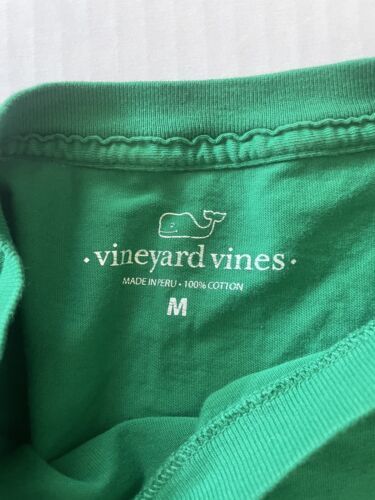 · vineyard vines ·
MADE IN PERU • 100% COTTON
M